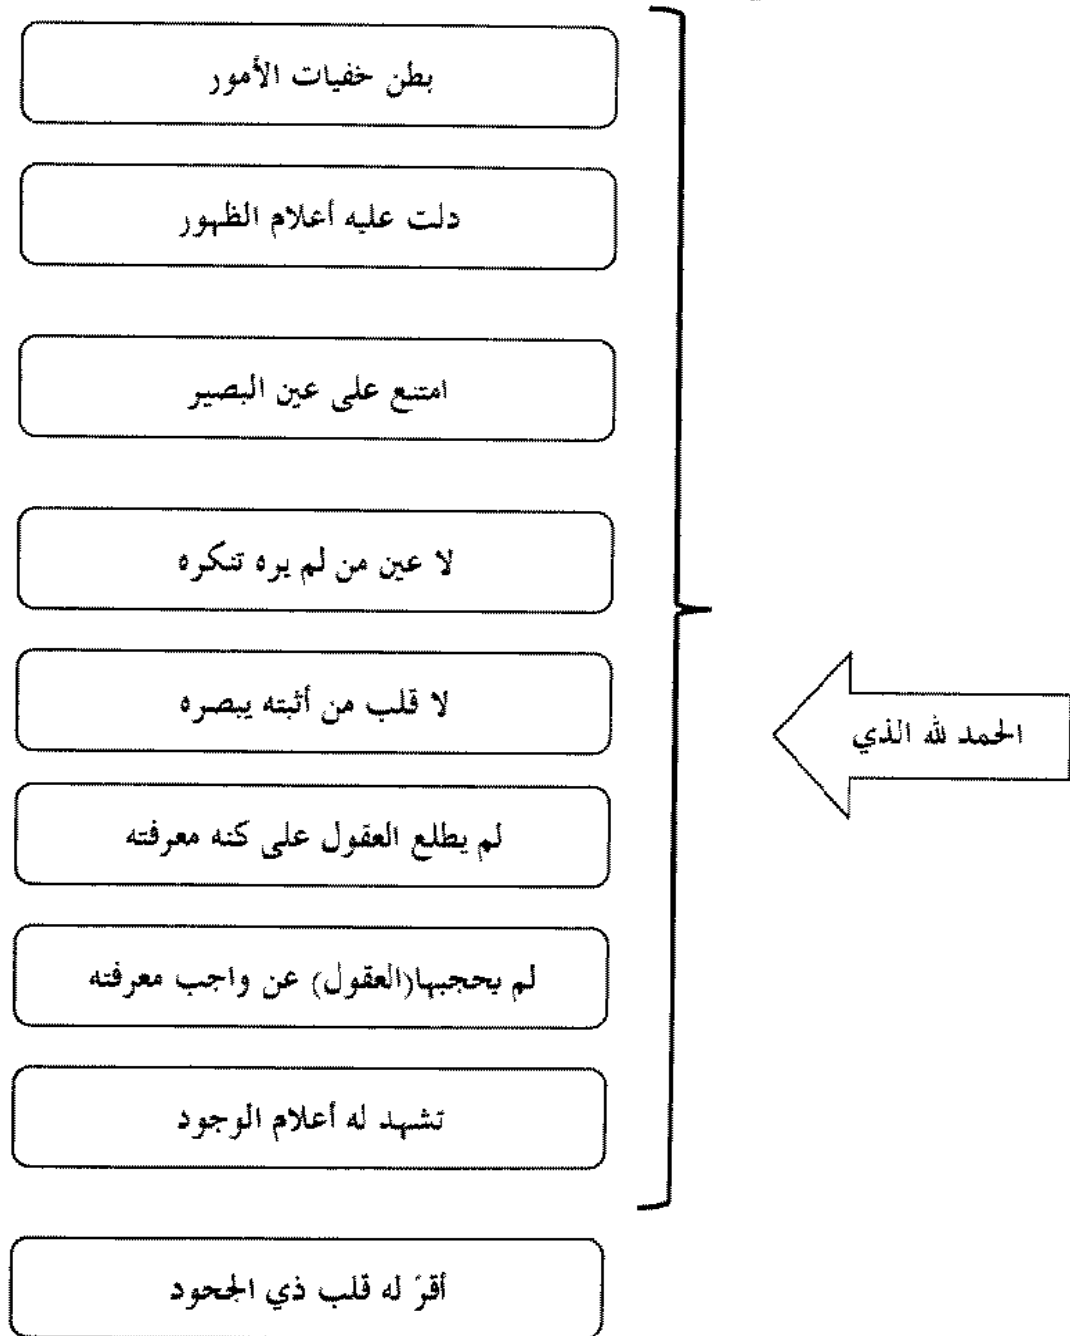 بطن خفيات الأمور
دلت عليه أعلام الظهور
امتنع على عين البصير
لا عين من لم يره تنكره
لا قلب من أثبته يبصره
الحمد لله الذي
لم يطلع العقول على كنه معرفته
لم يحجبها(العقول) عن واجب معرفته
تشهد له أعلام الوجود
أقرّ له قلب ذي الجحود